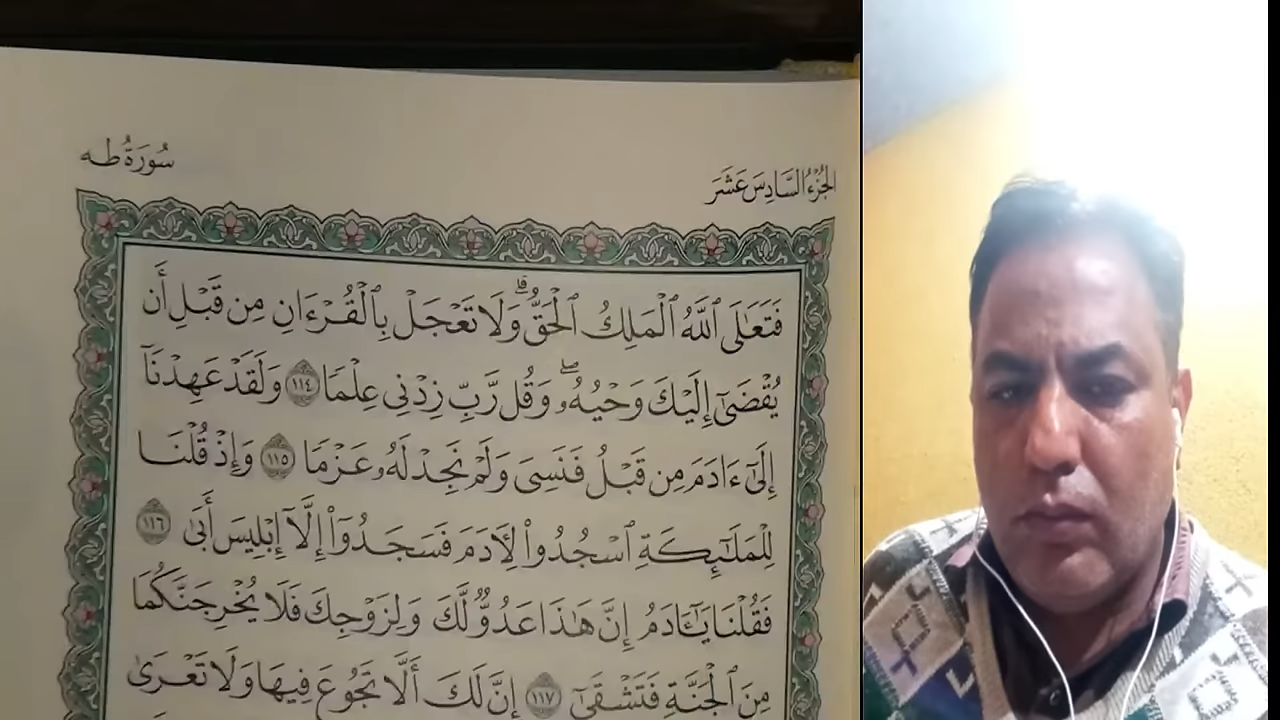 الجُزْءُ السَّادِسَ عَشَرَ
سُورَةُ طه
فَتَعَٰلَى ٱللَّهُ ٱلْمَلِكُ ٱلْحَقُّ ۗ وَلَا تَعْجَلْ بِٱلْقُرْءَانِ مِن قَبْلِ أَن
يُقْضَىٰٓ إِلَيْكَ وَحْيُهُۥ ۖ وَقُل رَّبِّ زِدْنِى عِلْمًا ١١٤ وَلَقَدْ عَهِدْنَآ
إِلَىٰٓ ءَادَمَ مِن قَبْلُ فَنَسِىَ وَلَمْ نَجِدْ لَهُۥ عَزْمًا ١١٥ وَإِذْ قُلْنَا
لِلْمَلَٰٓئِكَةِ ٱسْجُدُوا۟ لِءَادَمَ فَسَجَدُوٓا۟ إِلَّآ إِبْلِيسَ أَبَىٰ ١١٦
فَقُلْنَا يَٰٓـَٔادَمُ إِنَّ هَٰذَا عَدُوٌّ لَّكَ وَلِزَوْجِكَ فَلَا يُخْرِجَنَّكُمَا
مِنَ ٱلْجَنَّةِ فَتَشْقَىٰٓ ١١٧ إِنَّ لَكَ أَلَّا تَجُوعَ فِيهَا وَلَا تَعْرَىٰ